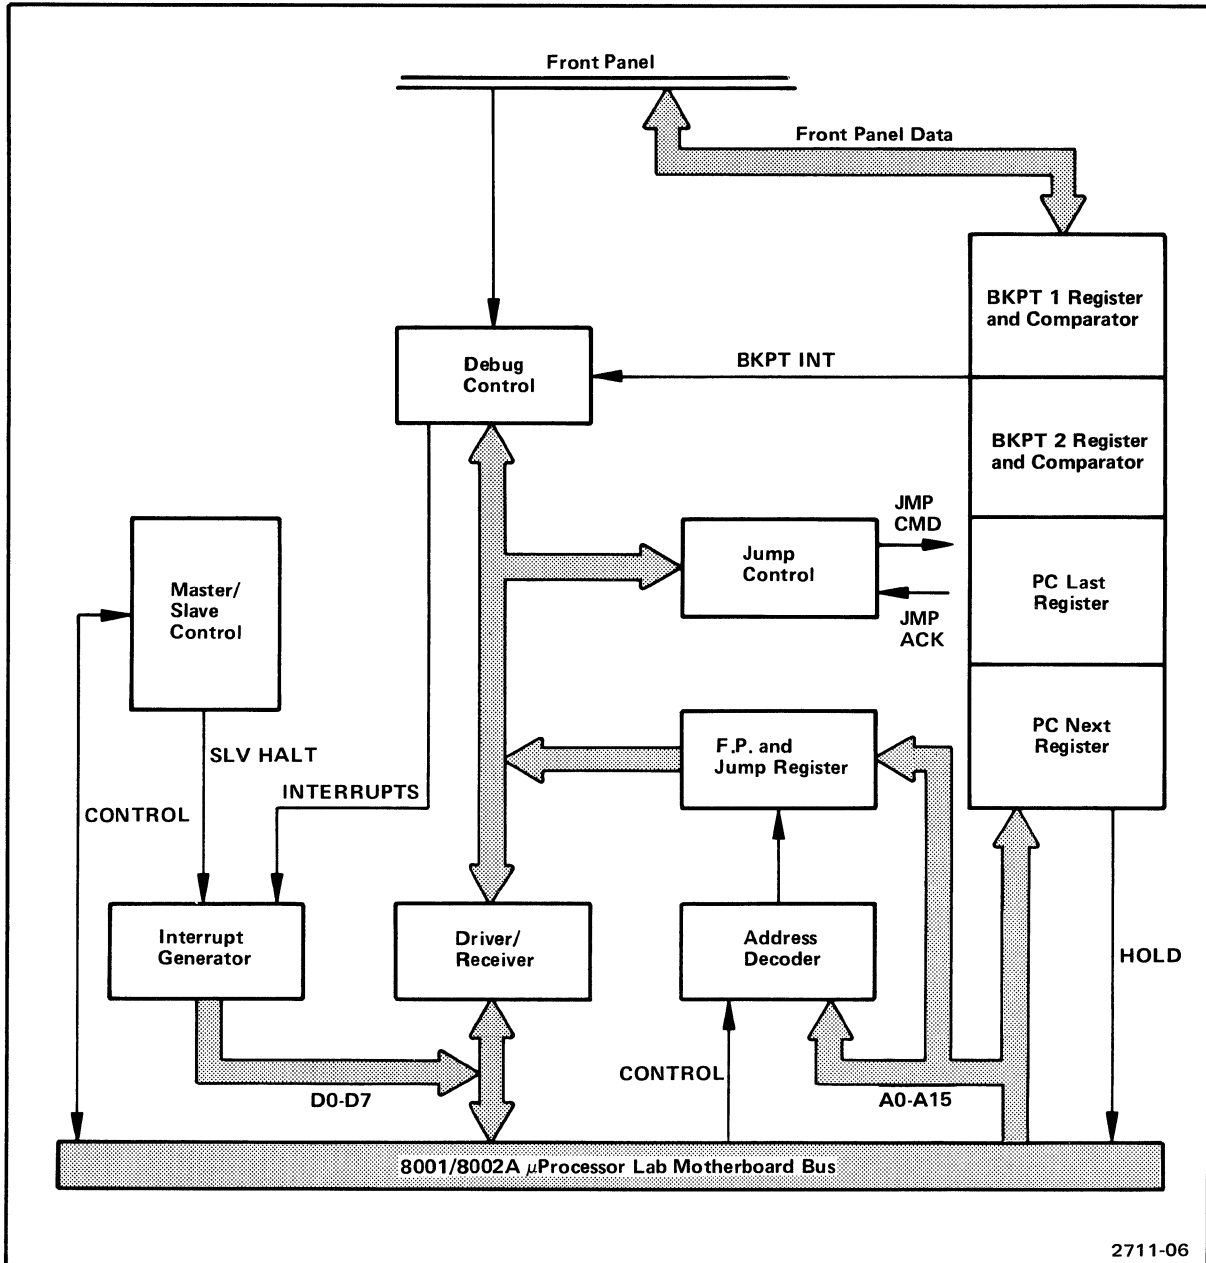 Front Panel
Front Panel Data
BKPT 1 Register
and Comparator
Debug
Control
BKPT INT
BKPT 2 Register
and Comparator
JMP
CMD
Jump
Control
JMP
ACK
PC Last
Register
Master/
Slave
Control
SLV HALT
INTERRUPTS
CONTROL
F.P. and
Jump Register
PC Next
Register
Interrupt
Generator
Driver/
Receiver
Address
Decoder
HOLD
D0-D7
CONTROL
A0-A15
8001/8002A μProcessor Lab Motherboard Bus
2711-06